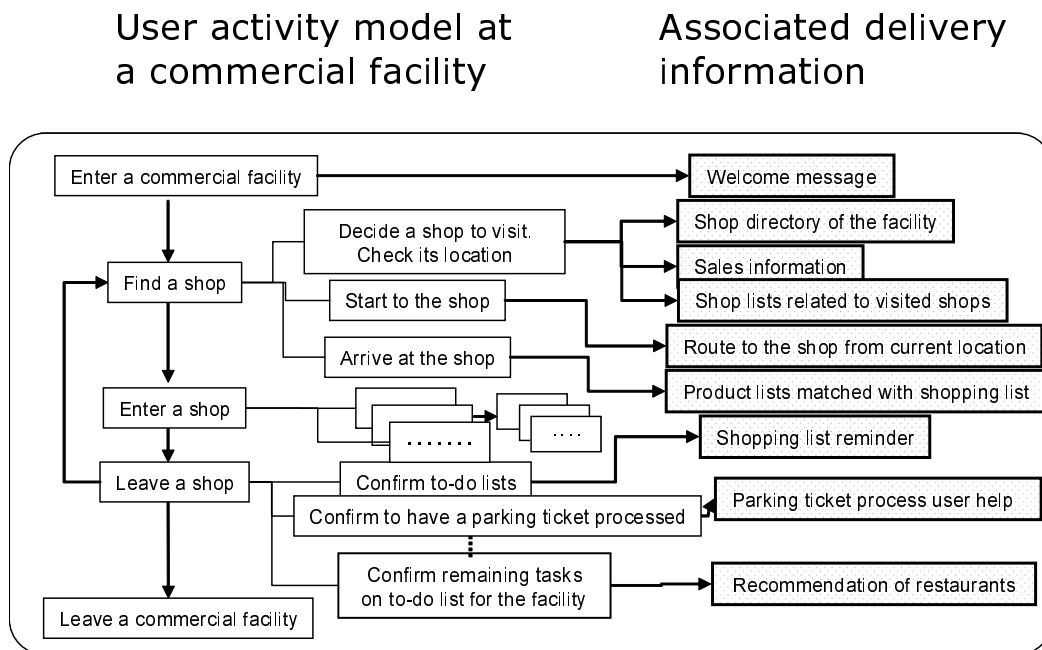 User activity model at
a commercial facility
Associated delivery
information
Enter a commercial facility
Welcome message
Decide a shop to visit.
Check its location
Shop directory of the facility
Sales information
Find a shop
Start to the shop
Shop lists related to visited shops
Arrive at the shop
Route to the shop from current location
Product lists matched with shopping list
Enter a shop
.......
....
Shopping list reminder
Leave a shop
Confirm to-do lists
Confirm to have a parking ticket processed
Parking ticket process user help
Confirm remaining tasks
on to-do list for the facility
Recommendation of restaurants
Leave a commercial facility